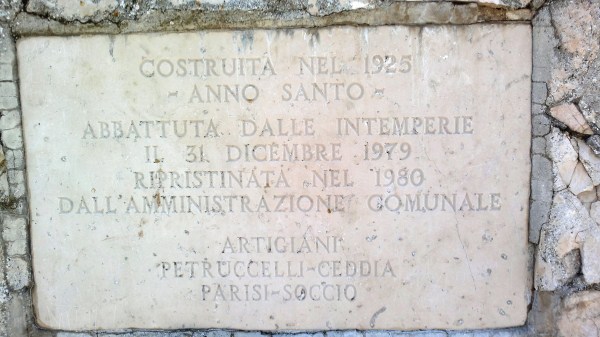 COSTRUITA NEL 1925
- ANNO SANTO -
ABBATTUTA DALLE INTEMPERIE
IL 31 DICEMBRE 1979
RIPRISTINATA NEL 1980
DALL'AMMINISTRAZIONE COMUNALE
ARTIGIANI:
PETRUCCELLI-CEDDIA
PARISI-SOCCIO